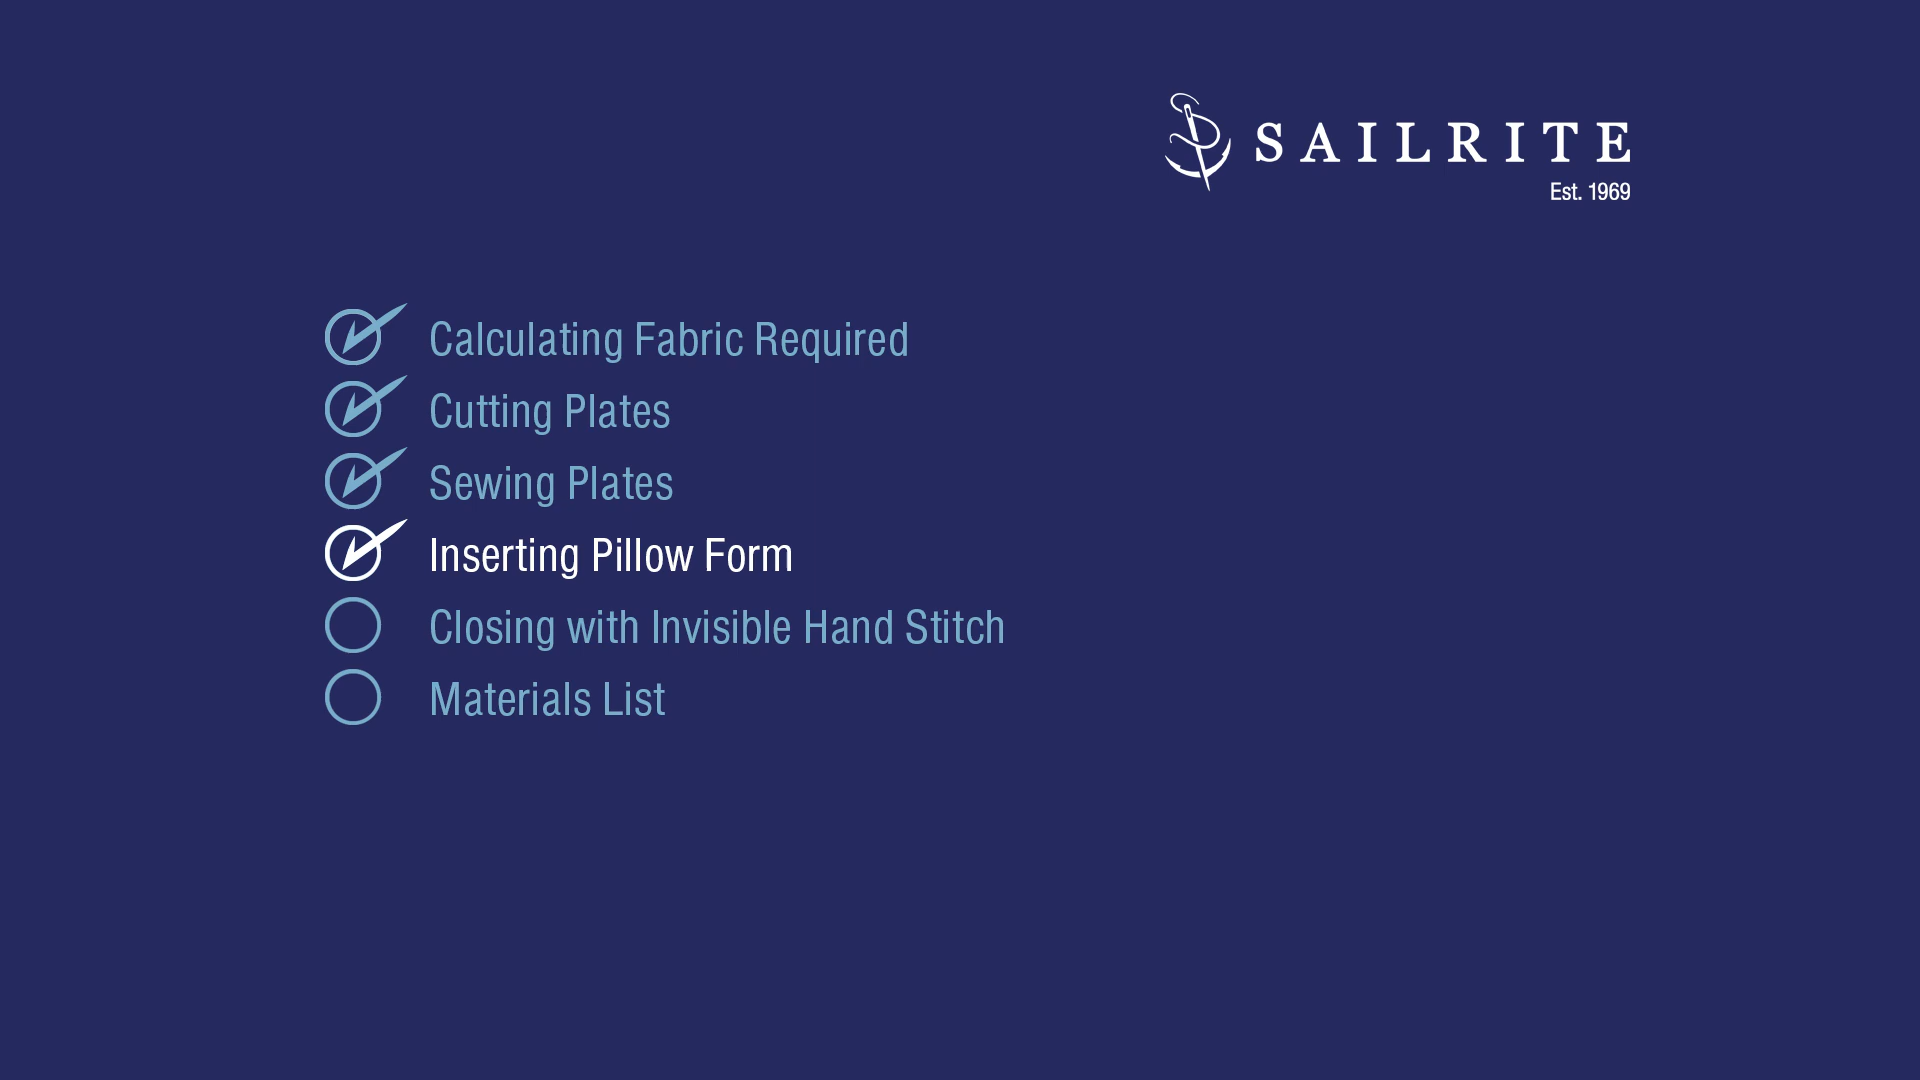 SAILRITE
Est. 1969
Calculating Fabric Required
Cutting Plates
Sewing Plates
Inserting Pillow Form
Closing with Invisible Hand Stitch
Materials List